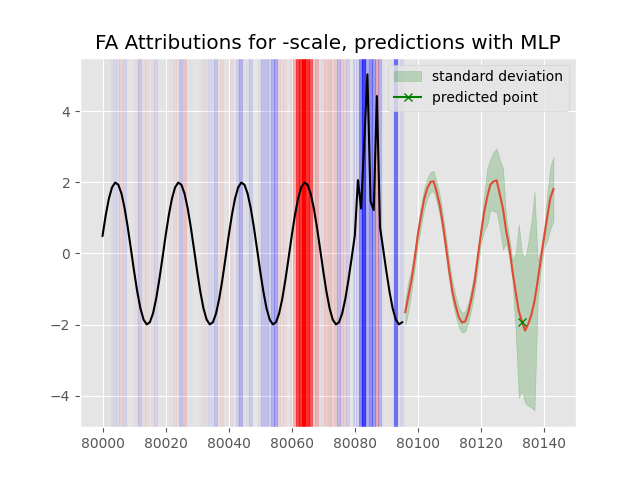 FA Attributions for -scale, predictions with MLP
standard deviation
predicted point
4
2
0
−2
−4
80000 80020 80040 80060 80080 80100 80120 80140